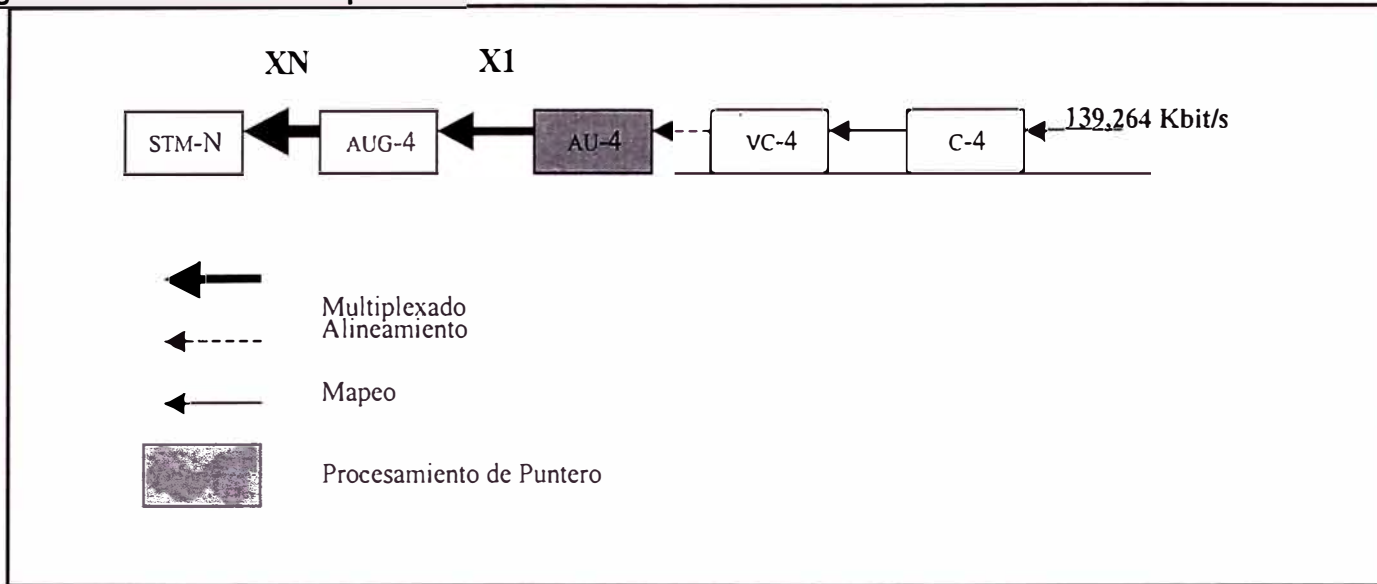 XN X1
STM-N AUG-4 AU-4 VC-4 C-4 139,264 Kbit/s
Multiplexado
Alineamiento
Mapeo
Procesamiento de Puntero